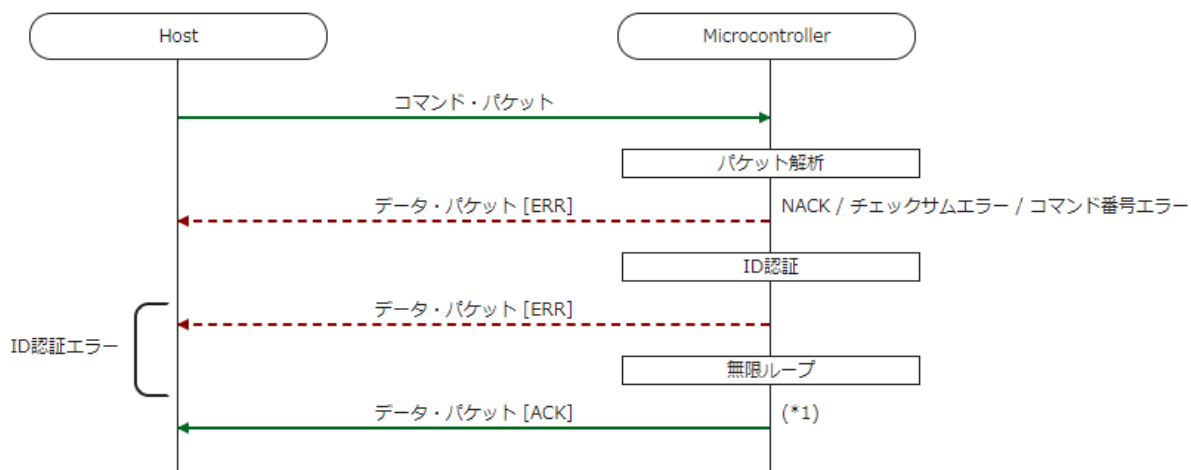 Host
Microcontroller
コマンド・パケット
パケット解析
データ・パケット [ERR]
NACK / チェックサムエラー / コマンド番号エラー
ID認証
データ・パケット [ERR]
ID認証エラー
無限ループ
データ・パケット [ACK]
(*1)